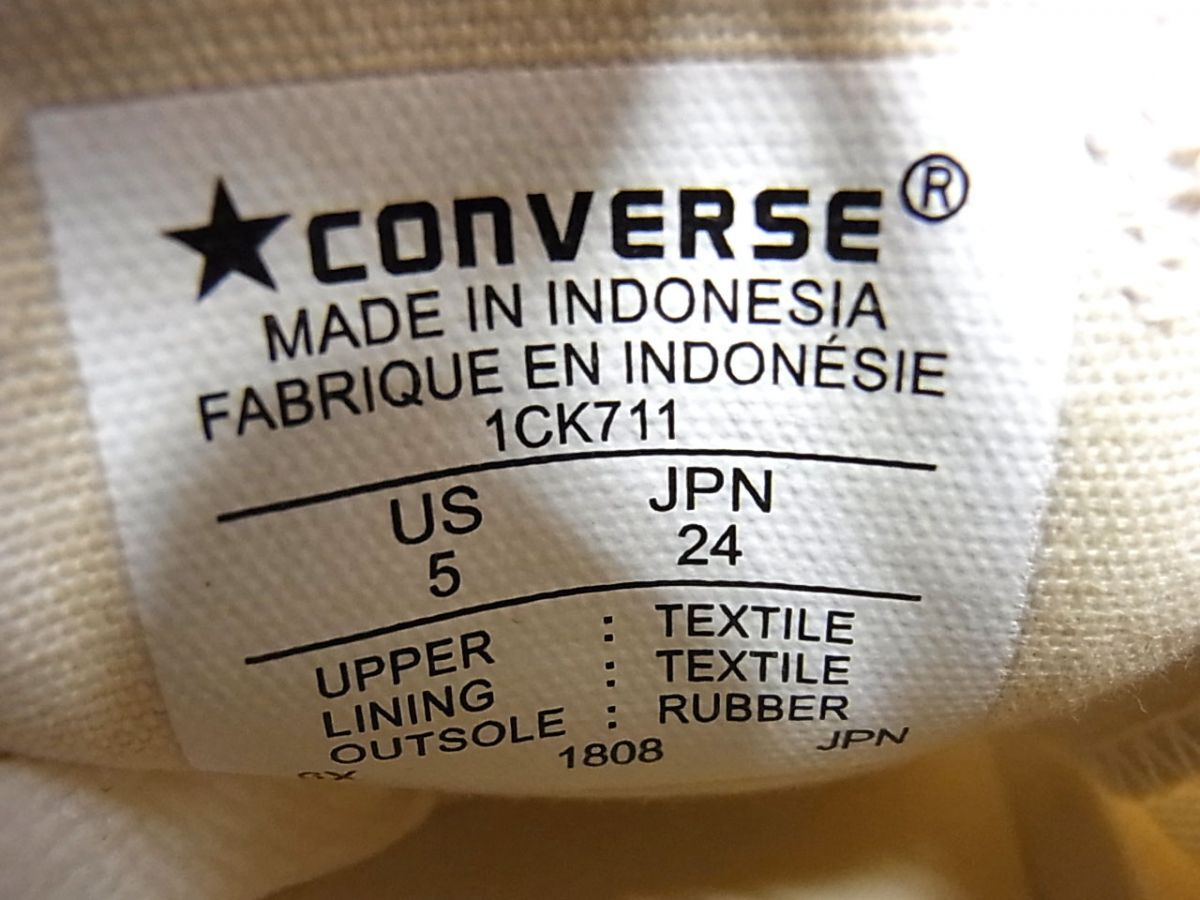 ★CONVERSE®
MADE IN INDONESIA
FABRIQUE EN INDONÉSIE
1CK711
US JPN
5 24
UPPER : TEXTILE
LINING : TEXTILE
OUTSOLE : RUBBER
1808 JPN